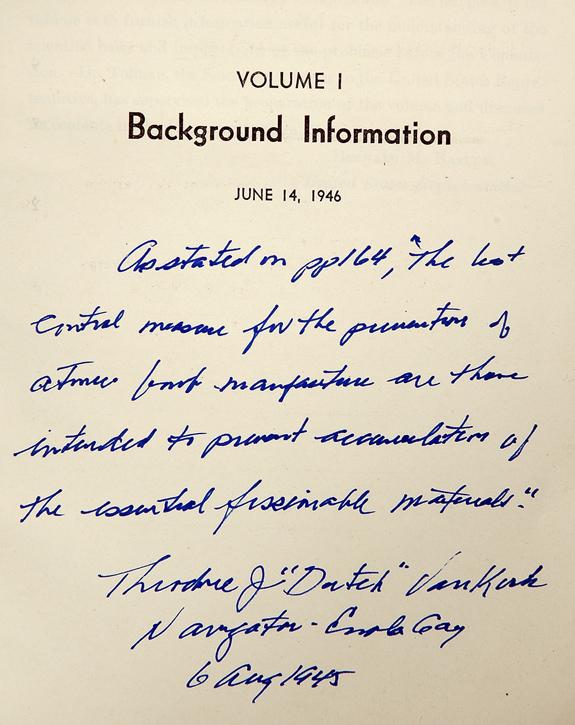 VOLUME I
Background Information
JUNE 14, 1946
As stated on pp164, "The best
control measure for the prevention of
atomic bomb manufacture are those
intended to prevent accumulation of
the essential fissionable materials."
Theodore J "Dutch" VanKirk
Navigator - Enola Gay
6 Aug 1945